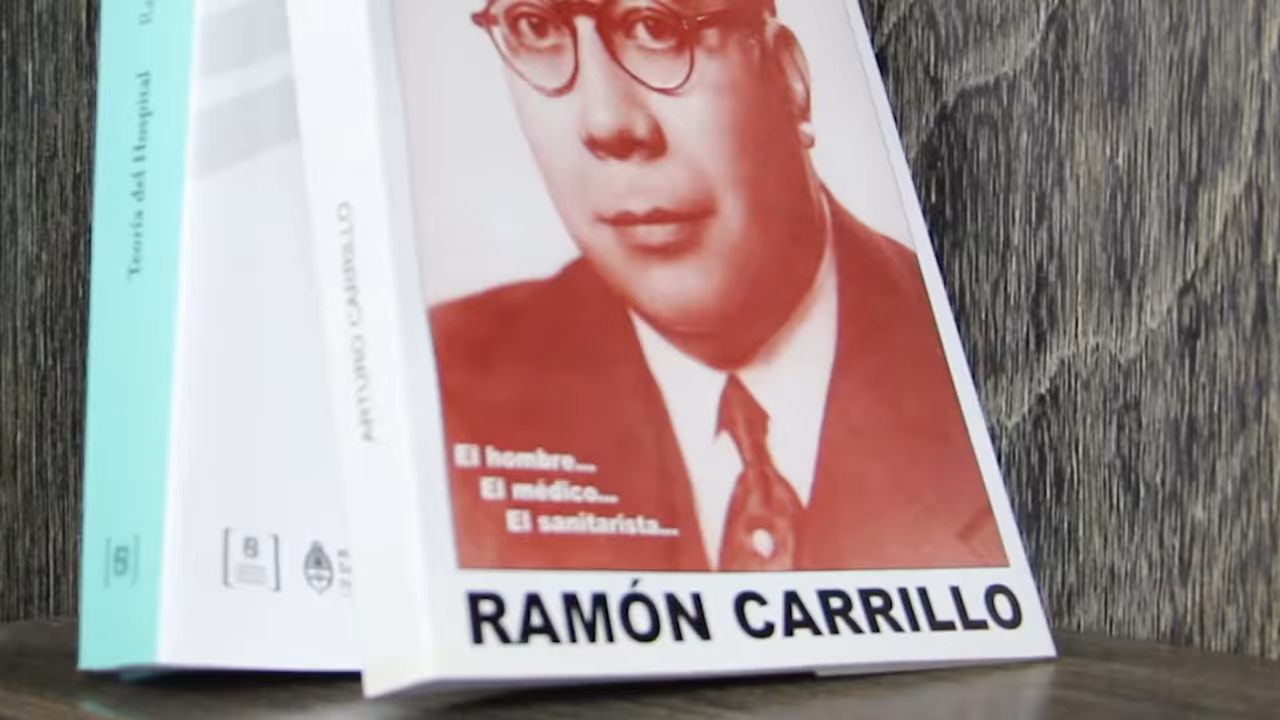 Teoría del Hospital
ARTURO CARRILLO
El hombre...
El médico...
El sanitarista...
RAMÓN CARRILLO